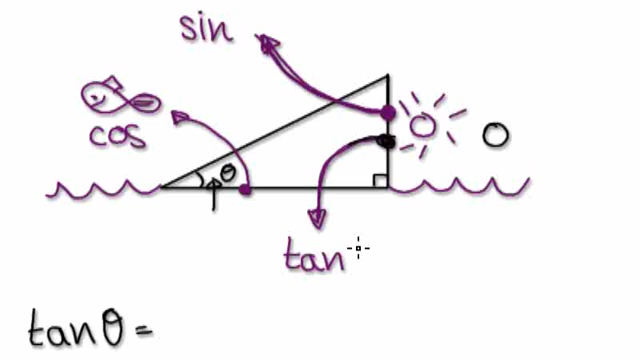 sin
cos
θ
O
tan
tanθ =